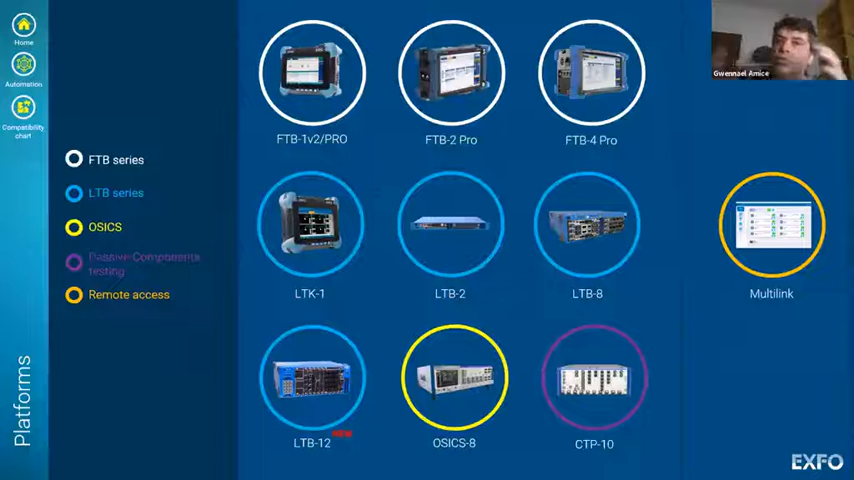 Home
Automation
Compatibility
chart
Platforms
FTB series
LTB series
OSICS
Passive Components
testing
Remote access
FTB-1v2/PRO
FTB-2 Pro
FTB-4 Pro
LTK-1
LTB-2
LTB-8
Multilink
LTB-12
NEW
OSICS-8
CTP-10
Gwennael Amice
EXFO